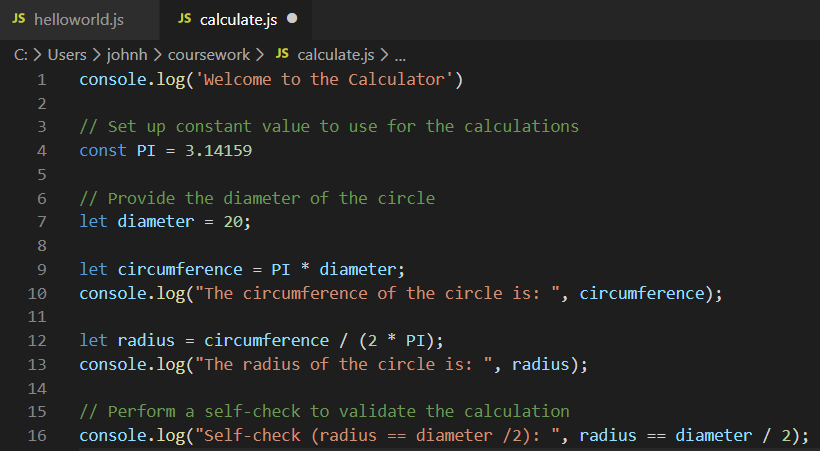 JS helloworld.js JS calculate.js
C: > Users > johnh > coursework > JS calculate.js > ...
1 console.log('Welcome to the Calculator')
2
3 // Set up constant value to use for the calculations
4 const PI = 3.14159
5
6 // Provide the diameter of the circle
7 let diameter = 20;
8
9 let circumference = PI * diameter;
10 console.log("The circumference of the circle is: ", circumference);
11
12 let radius = circumference / (2 * PI);
13 console.log("The radius of the circle is: ", radius);
14
15 // Perform a self-check to validate the calculation
16 console.log("Self-check (radius == diameter /2): ", radius == diameter / 2);